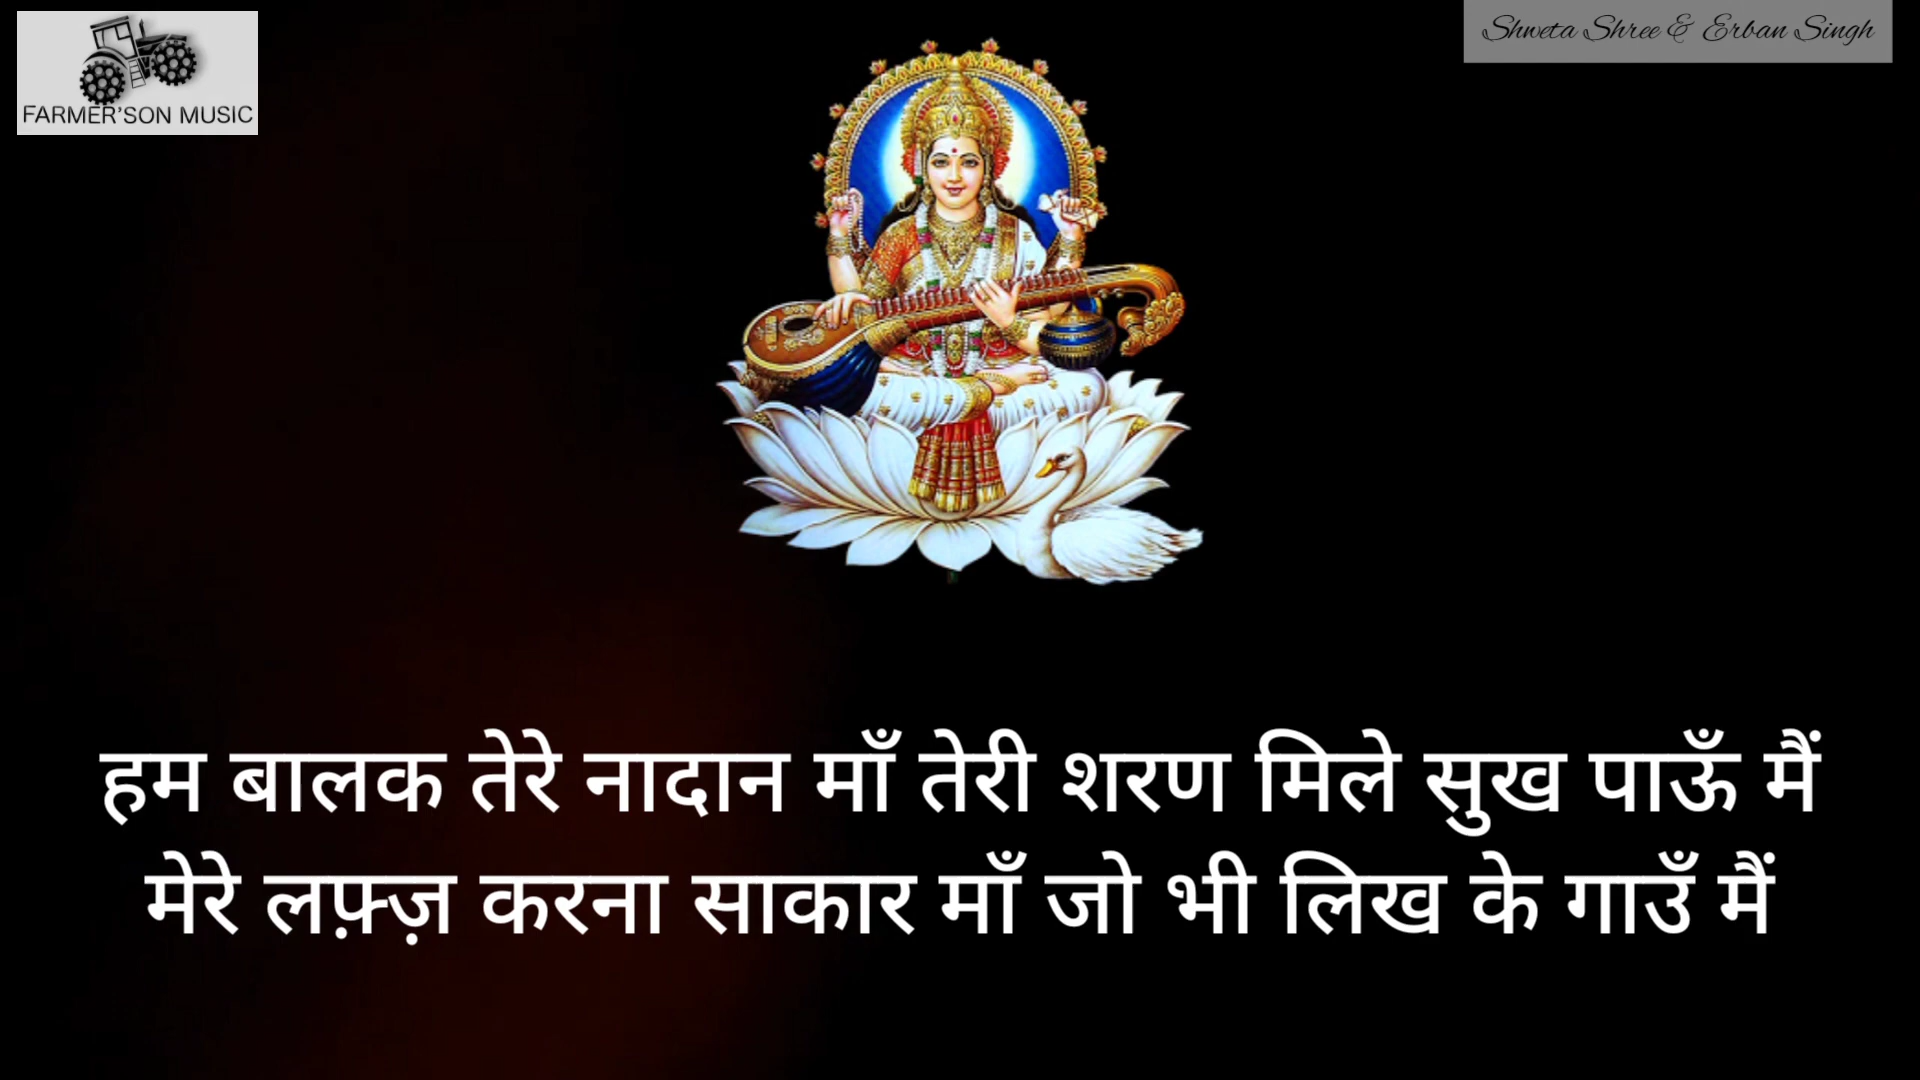 FARMER'SON MUSIC
Shweta Shree & Erban Singh
हम बालक तेरे नादान माँ तेरी शरण मिले सुख पाऊँ मैं
मेरे लफ़्ज़ करना साकार माँ जो भी लिख के गाउँ मैं